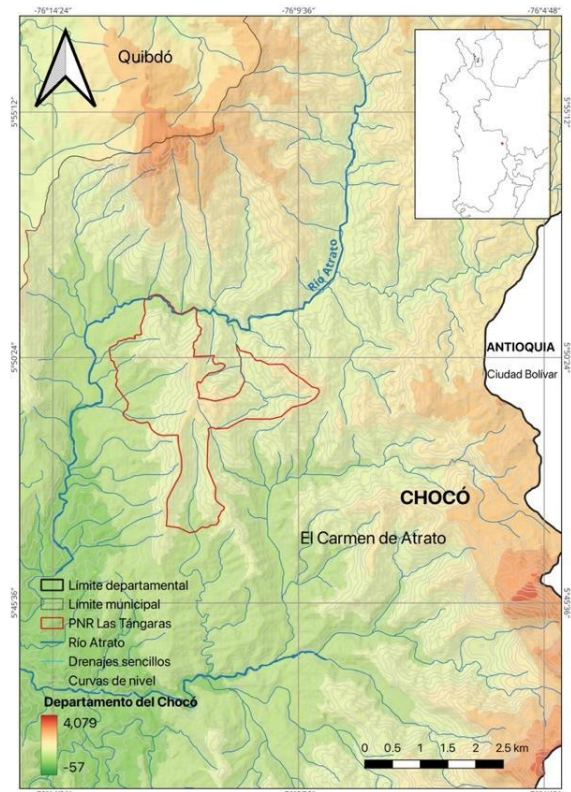 -76°14'24"
-76°9'36"
-76°4'48"
Quibdó
5°55'12"
5°55'12"
Río Atrato
5°50'24"
ANTIOQUIA
5°50'24"
Ciudad Bolívar
CHOCÓ
El Carmen de Atrato
5°45'36"
5°45'36"
Límite departamental
Límite municipal
PNR Las Tángaras
Río Atrato
Drenajes sencillos
Curvas de nivel
Departamento del Chocó
4,079
-57
0 0.5 1 1.5 2 2.5 km